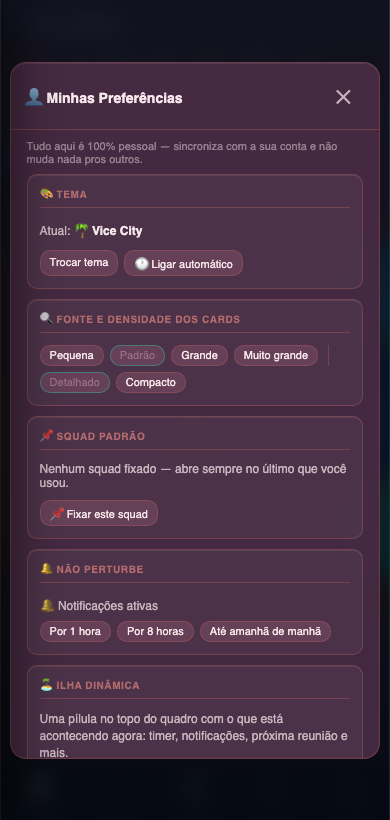 Minhas Preferências
Tudo aqui é 100% pessoal — sincroniza com a sua conta e não
muda nada pros outros.
TEMA
Atual: 🌴 Vice City
Trocar tema
Ligar automático
FONTE E DENSIDADE DOS CARDS
Pequena Padrão Grande Muito grande
Detalhado Compacto
SQUAD PADRÃO
Nenhum squad fixado — abre sempre no último que você
usou.
Fixar este squad
NÃO PERTURBE
Notificações ativas
Por 1 hora Por 8 horas Até amanhã de manhã
ILHA DINÂMICA
Uma pílula no topo do quadro com o que está
acontecendo agora: timer, notificações, próxima reunião e
mais.